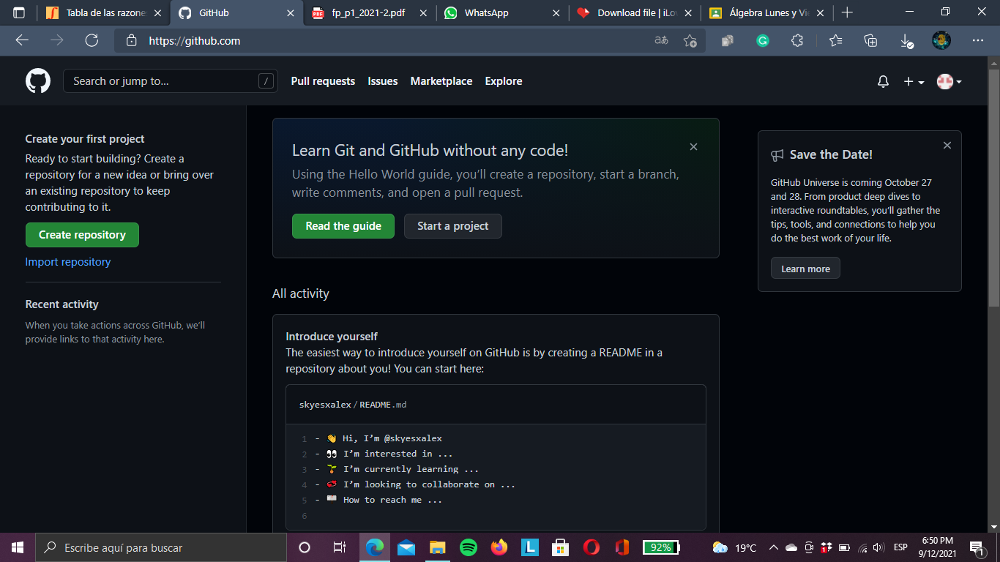 Tabla de las razone
GitHub
fp_p1_2021-2.pdf
WhatsApp
Download file | iLo
Álgebra Lunes y Vi
https://github.com
Search or jump to...
/
Pull requests
Issues
Marketplace
Explore
Create your first project
Ready to start building? Create a
repository for a new idea or bring over
an existing repository to keep
contributing to it.
Create repository
Import repository
Recent activity
When you take actions across GitHub, we’ll
provide links to that activity here.
Learn Git and GitHub without any code!
Using the Hello World guide, you’ll create a repository, start a branch,
write comments, and open a pull request.
Read the guide
Start a project
All activity
Introduce yourself
The easiest way to introduce yourself on GitHub is by creating a README in a
repository about you! You can start here:
skyesxalex/README.md
1 - 👋 Hi, I’m @skyesxalex
2 - 👀 I’m interested in ...
3 - 🌱 I’m currently learning ...
4 - 💞️ I’m looking to collaborate on ...
5 - 📫 How to reach me ...
6
Save the Date!
GitHub Universe is coming October 27
and 28. From product deep dives to
interactive roundtables, you’ll gather the
tips, tools, and connections to help you
do the best work of your life.
Learn more
Escribe aquí para buscar
92%
19°C
ESP
6:50 PM
9/12/2021
1